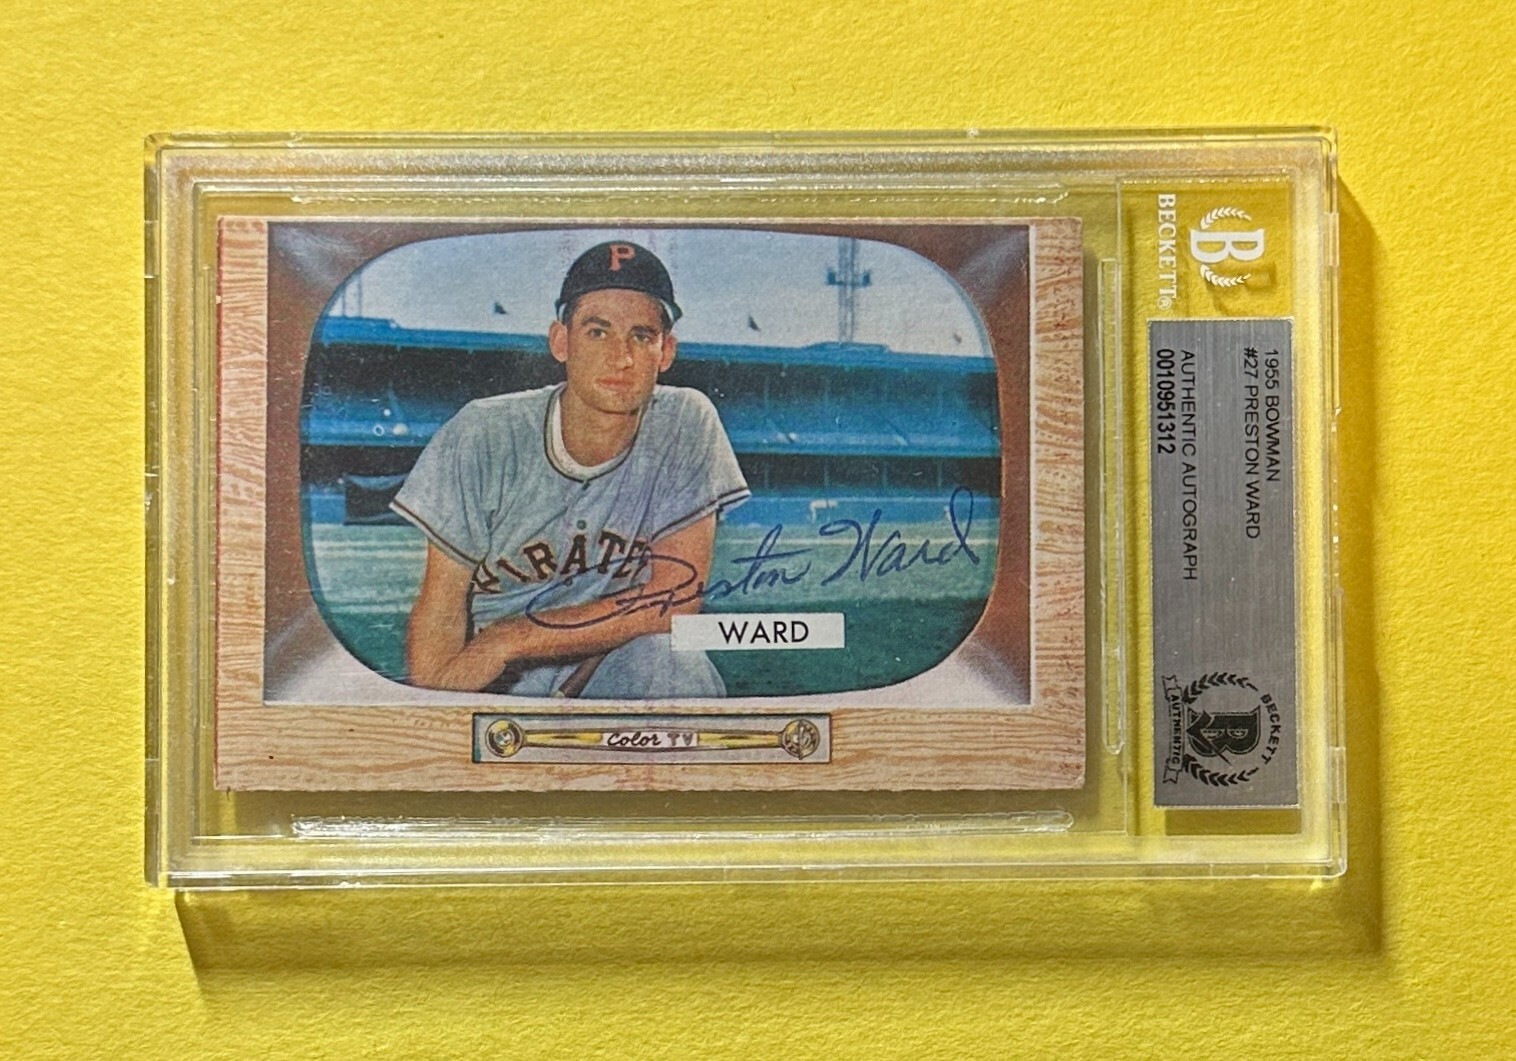 P
PIRATES
Preston Ward
WARD
Color TV
B
BECKETT®
1955 BOWMAN
#27 PRESTON WARD
AUTHENTIC AUTOGRAPH
0010951312
BECKETT
B
AUTHENTIC